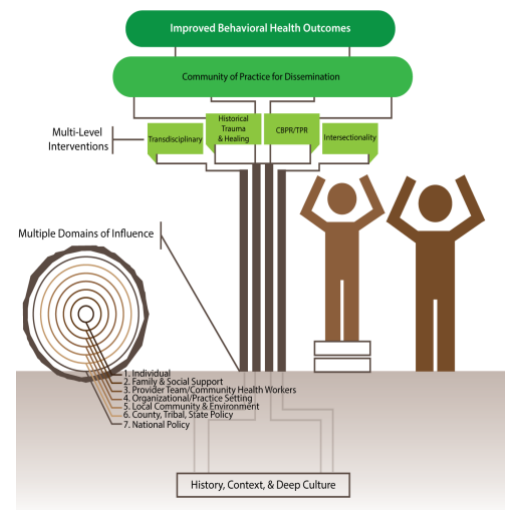 Improved Behavioral Health Outcomes
Community of Practice for Dissemination
Multi-Level
Interventions
Transdisciplinary
Historical
Trauma
& Healing
CBPR/TPR
Intersectionality
Multiple Domains of Influence
1. Individual
2. Family & Social Support
3. Provider Team/Community Health Workers
4. Organizational/Practice Setting
5. Local Community & Environment
6. County, Tribal, State Policy
7. National Policy
History, Context, & Deep Culture